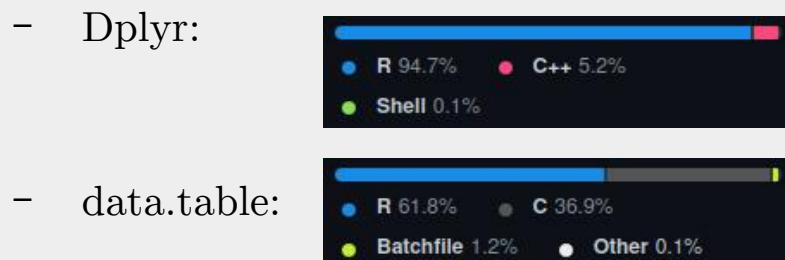 - Dplyr:
R 94.7% C++ 5.2%
Shell 0.1%
- data.table:
R 61.8% C 36.9%
Batchfile 1.2% Other 0.1%